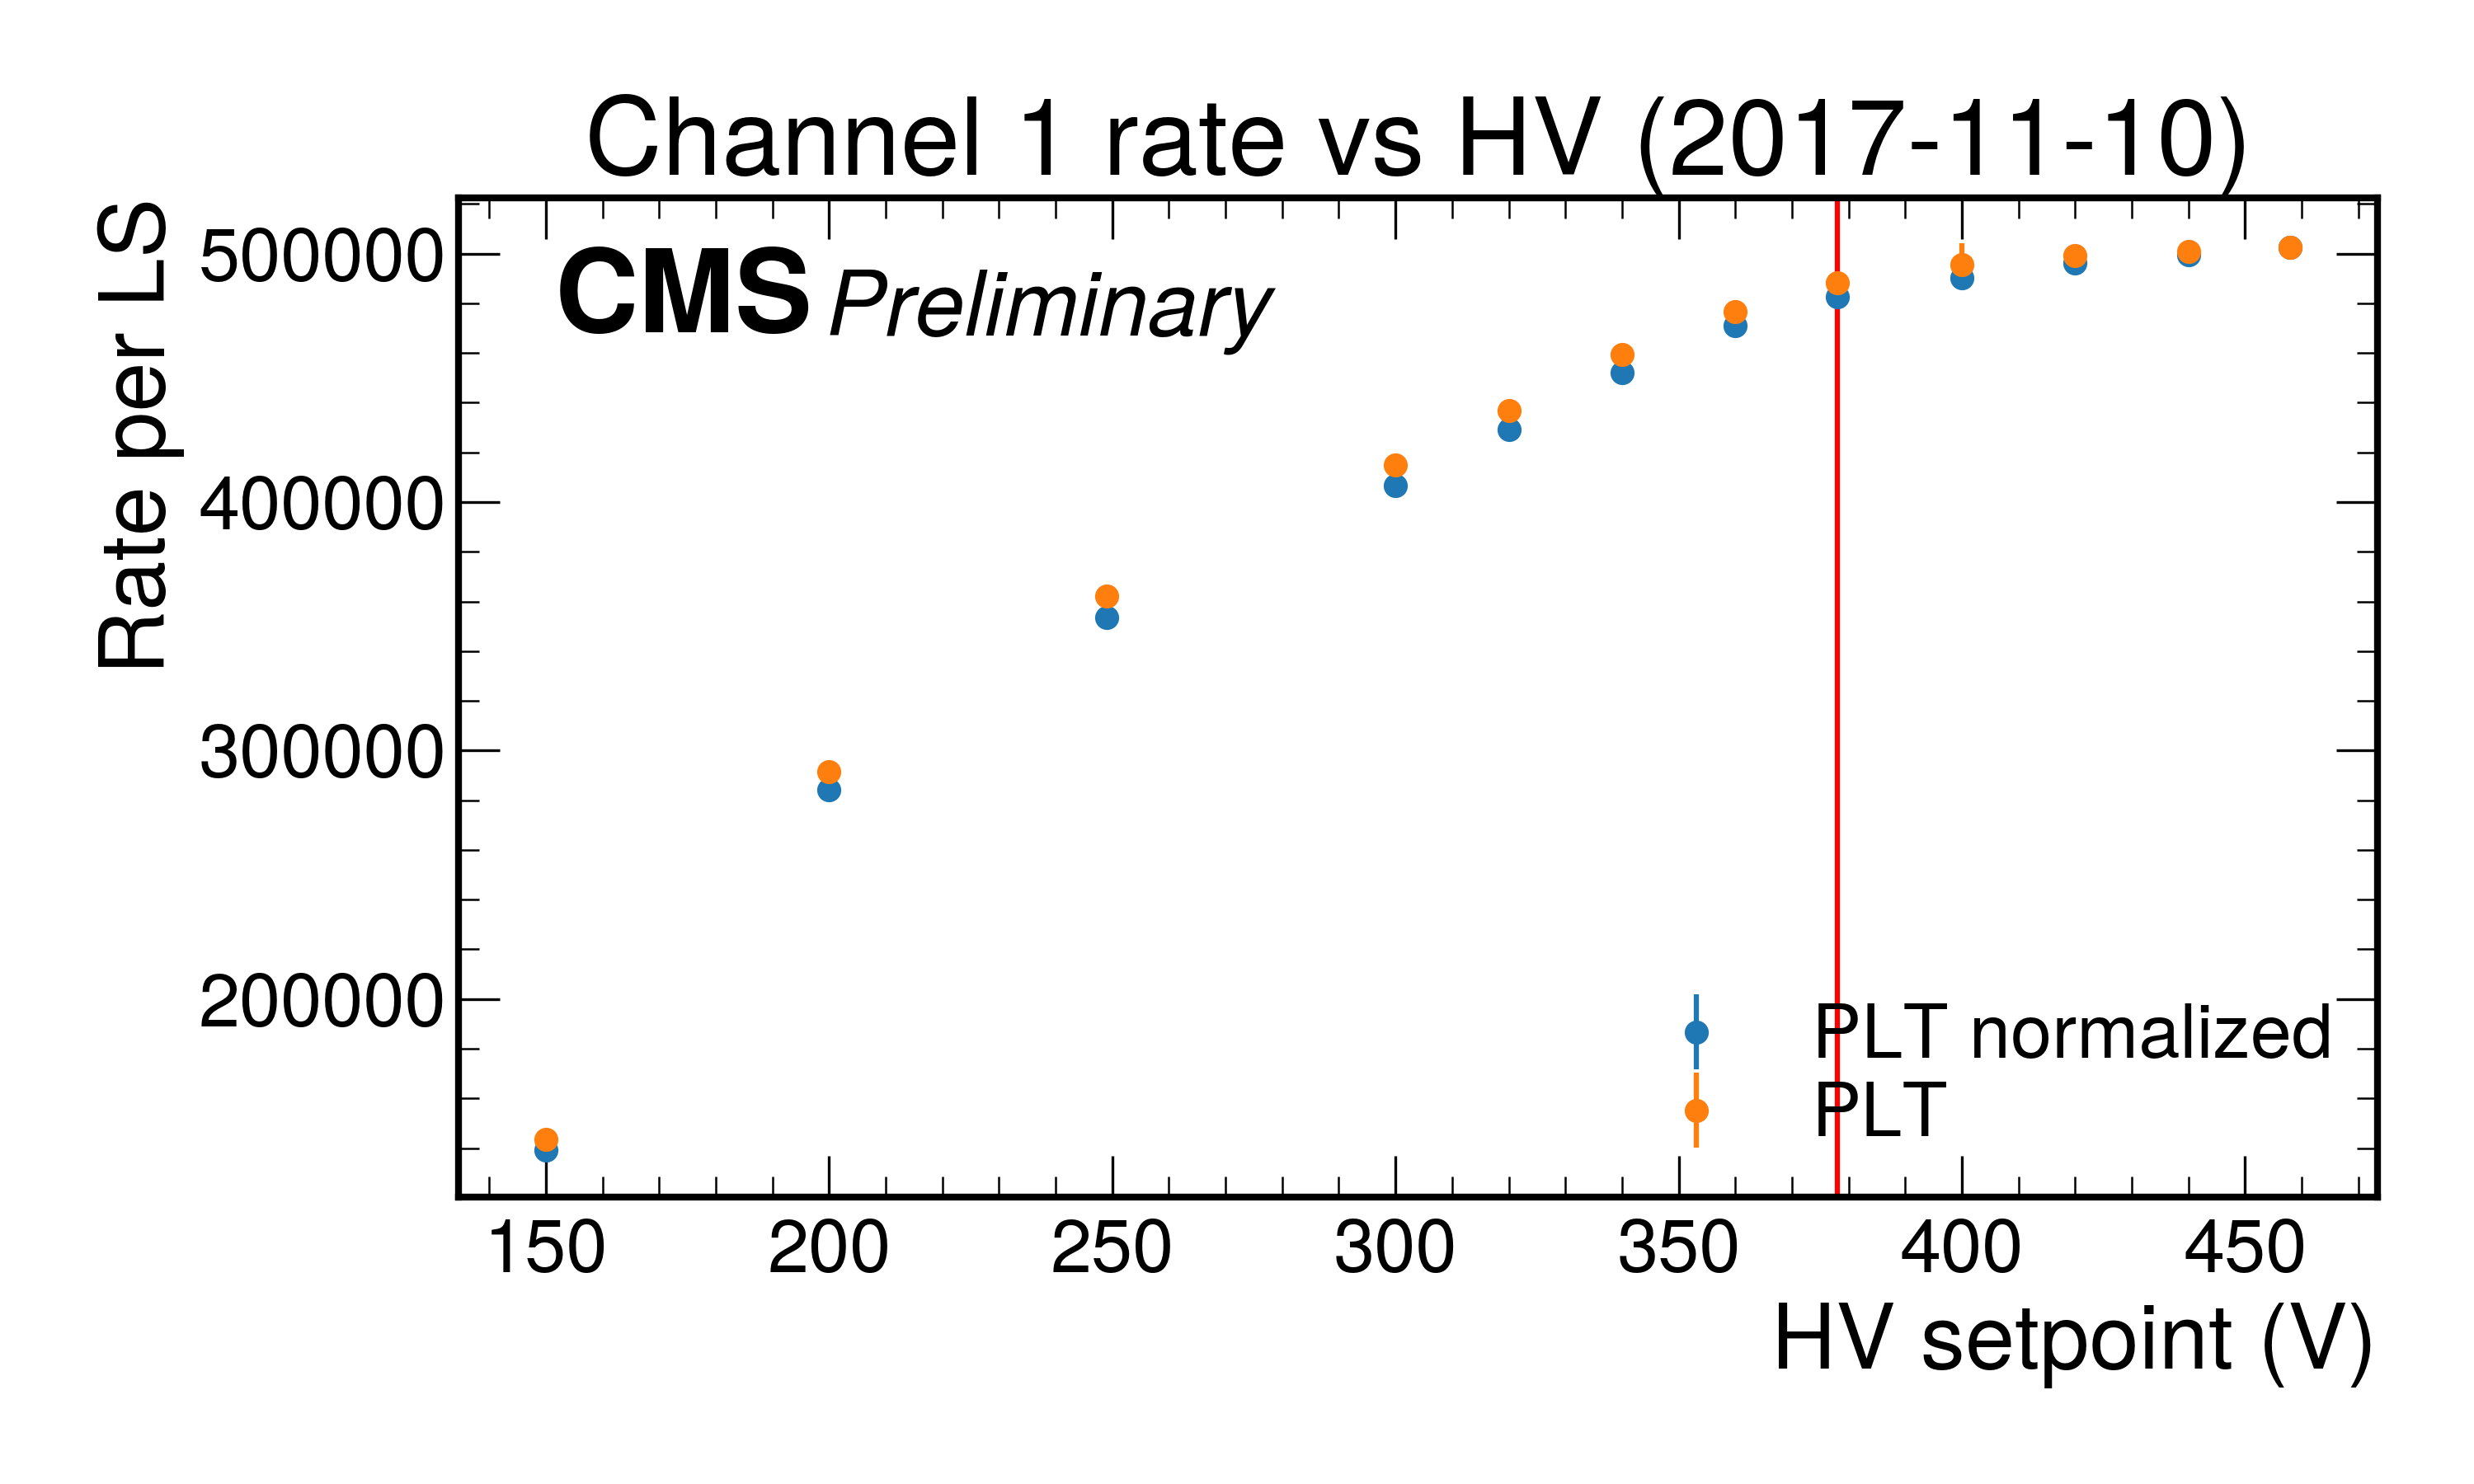 Channel 1 rate vs HV (2017-11-10)
CMS Preliminary
Rate per LS
500000
400000
300000
200000
PLT normalized
PLT
150 200 250 300 350 400 450
HV setpoint (V)